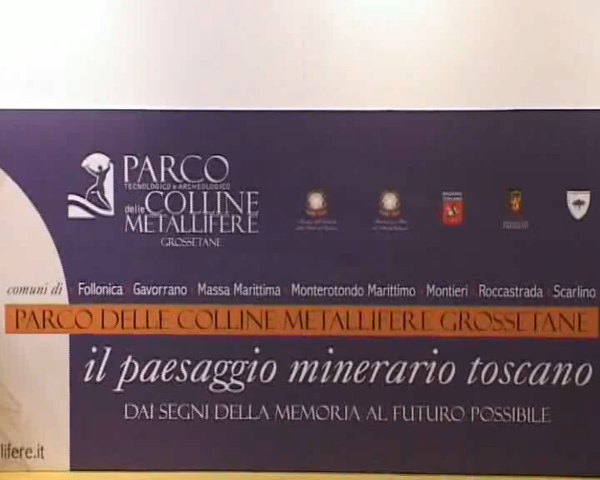 PARCO
TECNOLOGICO e ARCHEOLOGICO
delle COLLINE
METALLIFERE
GROSSETANE
comuni di Follonica Gavorrano Massa Marittima Monterotondo Marittimo Montieri Roccastrada Scarlino
PARCO DELLE COLLINE METALLIFERE GROSSETANE
il paesaggio minerario toscano
DAI SEGNI DELLA MEMORIA AL FUTURO POSSIBILE
lifere.it